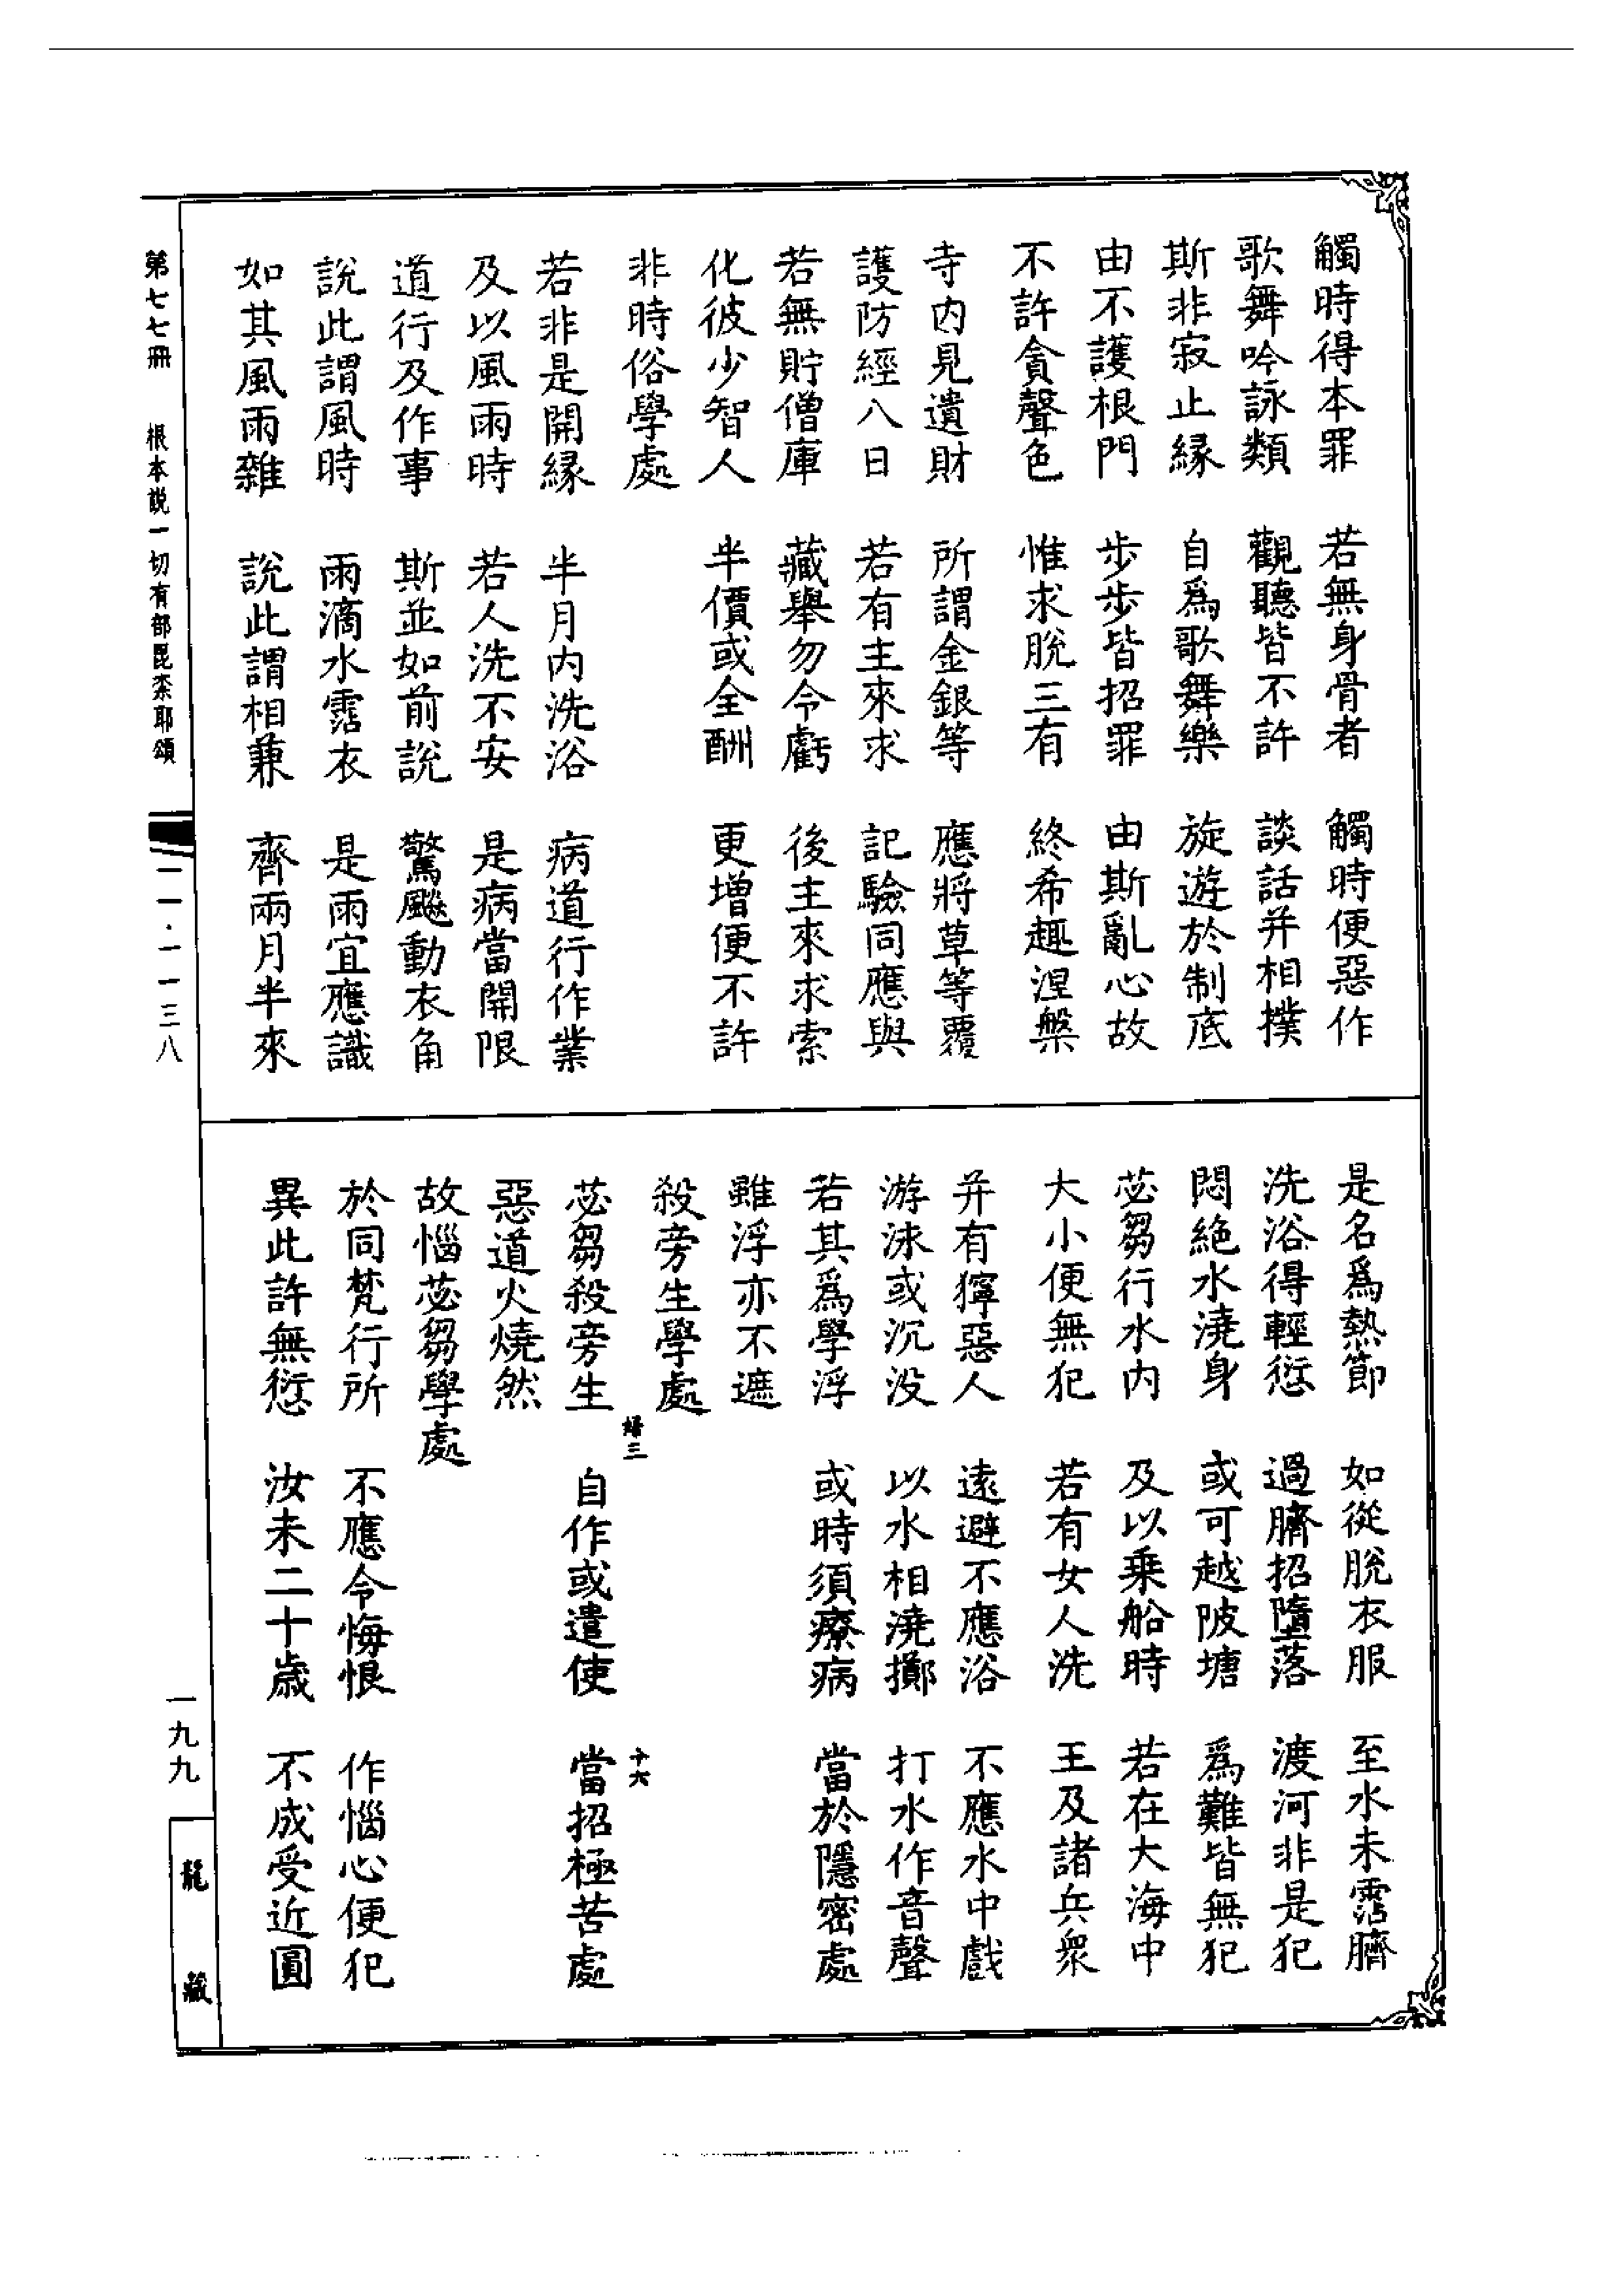 觸時得本罪　若無身骨者　觸時便惡作
歌舞吟詠類　觀聽皆不許　談話并相撲
斯非寂止緣　自爲歌舞樂　旋遊於制底
由不護根門　步步皆招罪　由斯亂心故
不許貪聲色　惟求脫三有　終希趣涅槃
寺内見遺財　所謂金銀等　應將草等覆
護防經八日　若有主來求　記驗同應與
若無貯僧庫　藏舉勿令虧　後主來求索
化彼少智人　半價或全酬　更增便不許
非時俗學處
若非是開緣　半月内洗浴　病道行作業
及以風雨時　若人洗不安　是病當開限
道行及作事　斯並如前說　驚颷動衣角
說此謂風時　雨滴水霑衣　是雨宜應識
如其風雨雜　說此謂相兼　齊兩月半來
是名爲熱節　如從脫衣服　至水未霑臍
洗浴得輕愆　過臍招墮落　渡河非是犯
悶絕水澆身　或可越陂塘　爲難皆無犯
苾芻行水内　及以乘船時　若在大海中
大小便無犯　若有女人洗　王及諸兵衆
并有獰惡人　遠避不應浴　不應水中戲
游泳或沉没　以水相澆擲　打水作音聲
若其爲學浮　或時須療病　當於隱密處
雖浮亦不遮
殺旁生學處
苾芻殺旁生　自作或遣使　當招極苦處
惡道火燒然
故惱苾芻學處
於同梵行所　不應令悔恨　作惱心便犯
異此許無愆　汝未二十歲　不成受近圓
三
十六
第七七冊　根本説一切有部毘柰耶頌
一一一·一一三八
一九九
龍藏